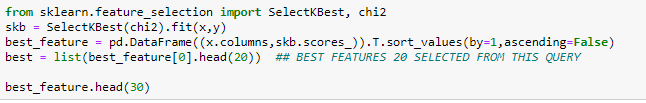 from sklearn.feature_selection import SelectKBest, chi2
skb = SelectKBest(chi2).fit(x,y)
best_feature = pd.DataFrame((x.columns,skb.scores_)).T.sort_values(by=1,ascending=False)
best = list(best_feature[0].head(20))  ## BEST FEATURES 20 SELECTED FROM THIS QUERY
best_feature.head(30)